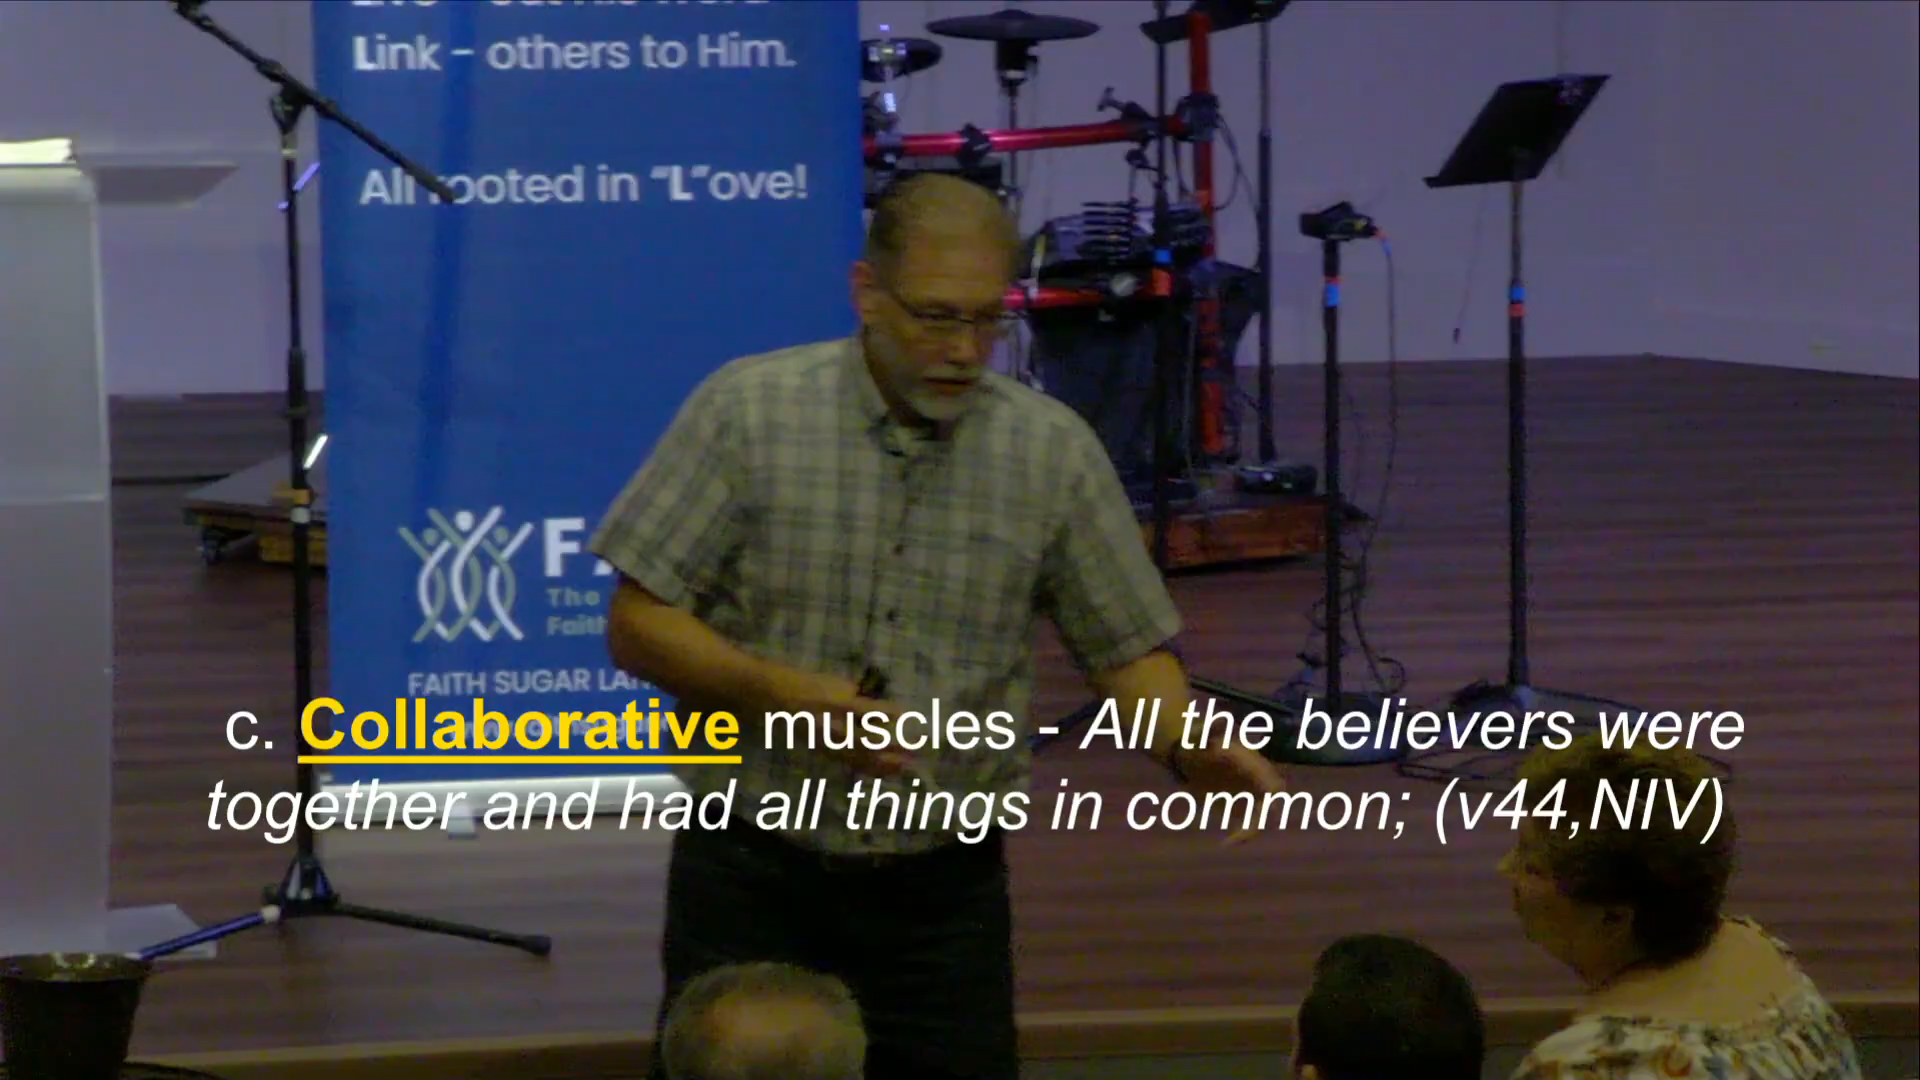 Link - others to Him.
All rooted in "L"ove!
The
Faith
FAITH SUGAR LAN
c. Collaborative muscles - All the believers were
together and had all things in common; (v44,NIV)